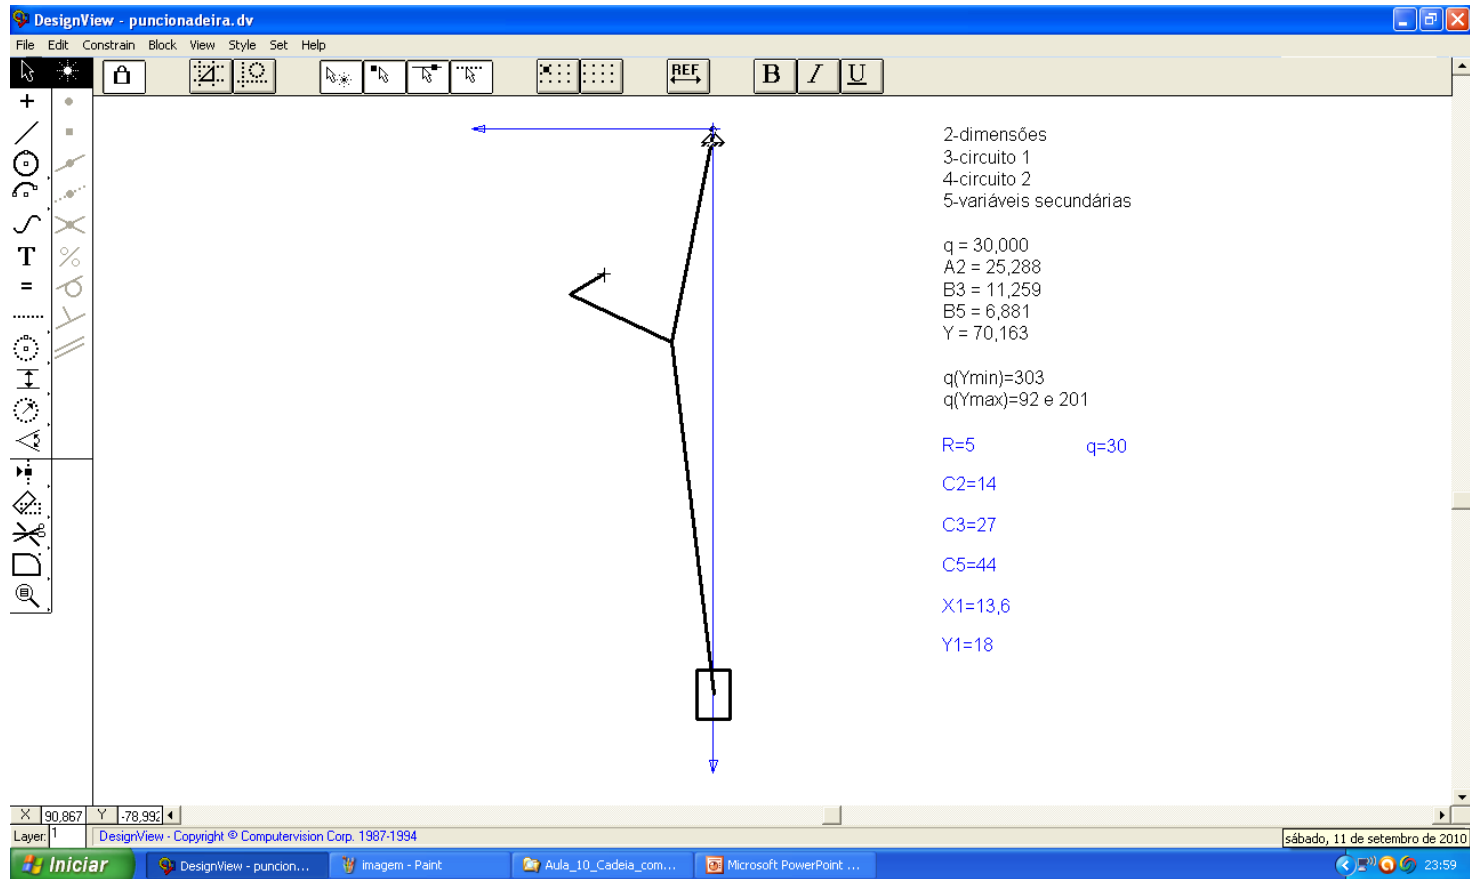 DesignView - puncionadeira.dv
File Edit Constrain Block View Style Set Help
REF B I U
T
2-dimensões
3-circuito 1
4-circuito 2
5-variáveis secundárias
q = 30,000
A2 = 25,288
B3 = 11,259
B5 = 6,881
Y = 70,163
q(Ymin)=303
q(Ymax)=92 e 201
R=5 q=30
C2=14
C3=27
C5=44
X1=13,6
Y1=18
X 90,867 Y -78,992
Layer: 1 DesignView - Copyright © Computervision Corp. 1987-1994
sábado, 11 de setembro de 2010
Iniciar DesignView - puncion... imagem - Paint Aula_10_Cadeia_com... Microsoft PowerPoint ... 23:59